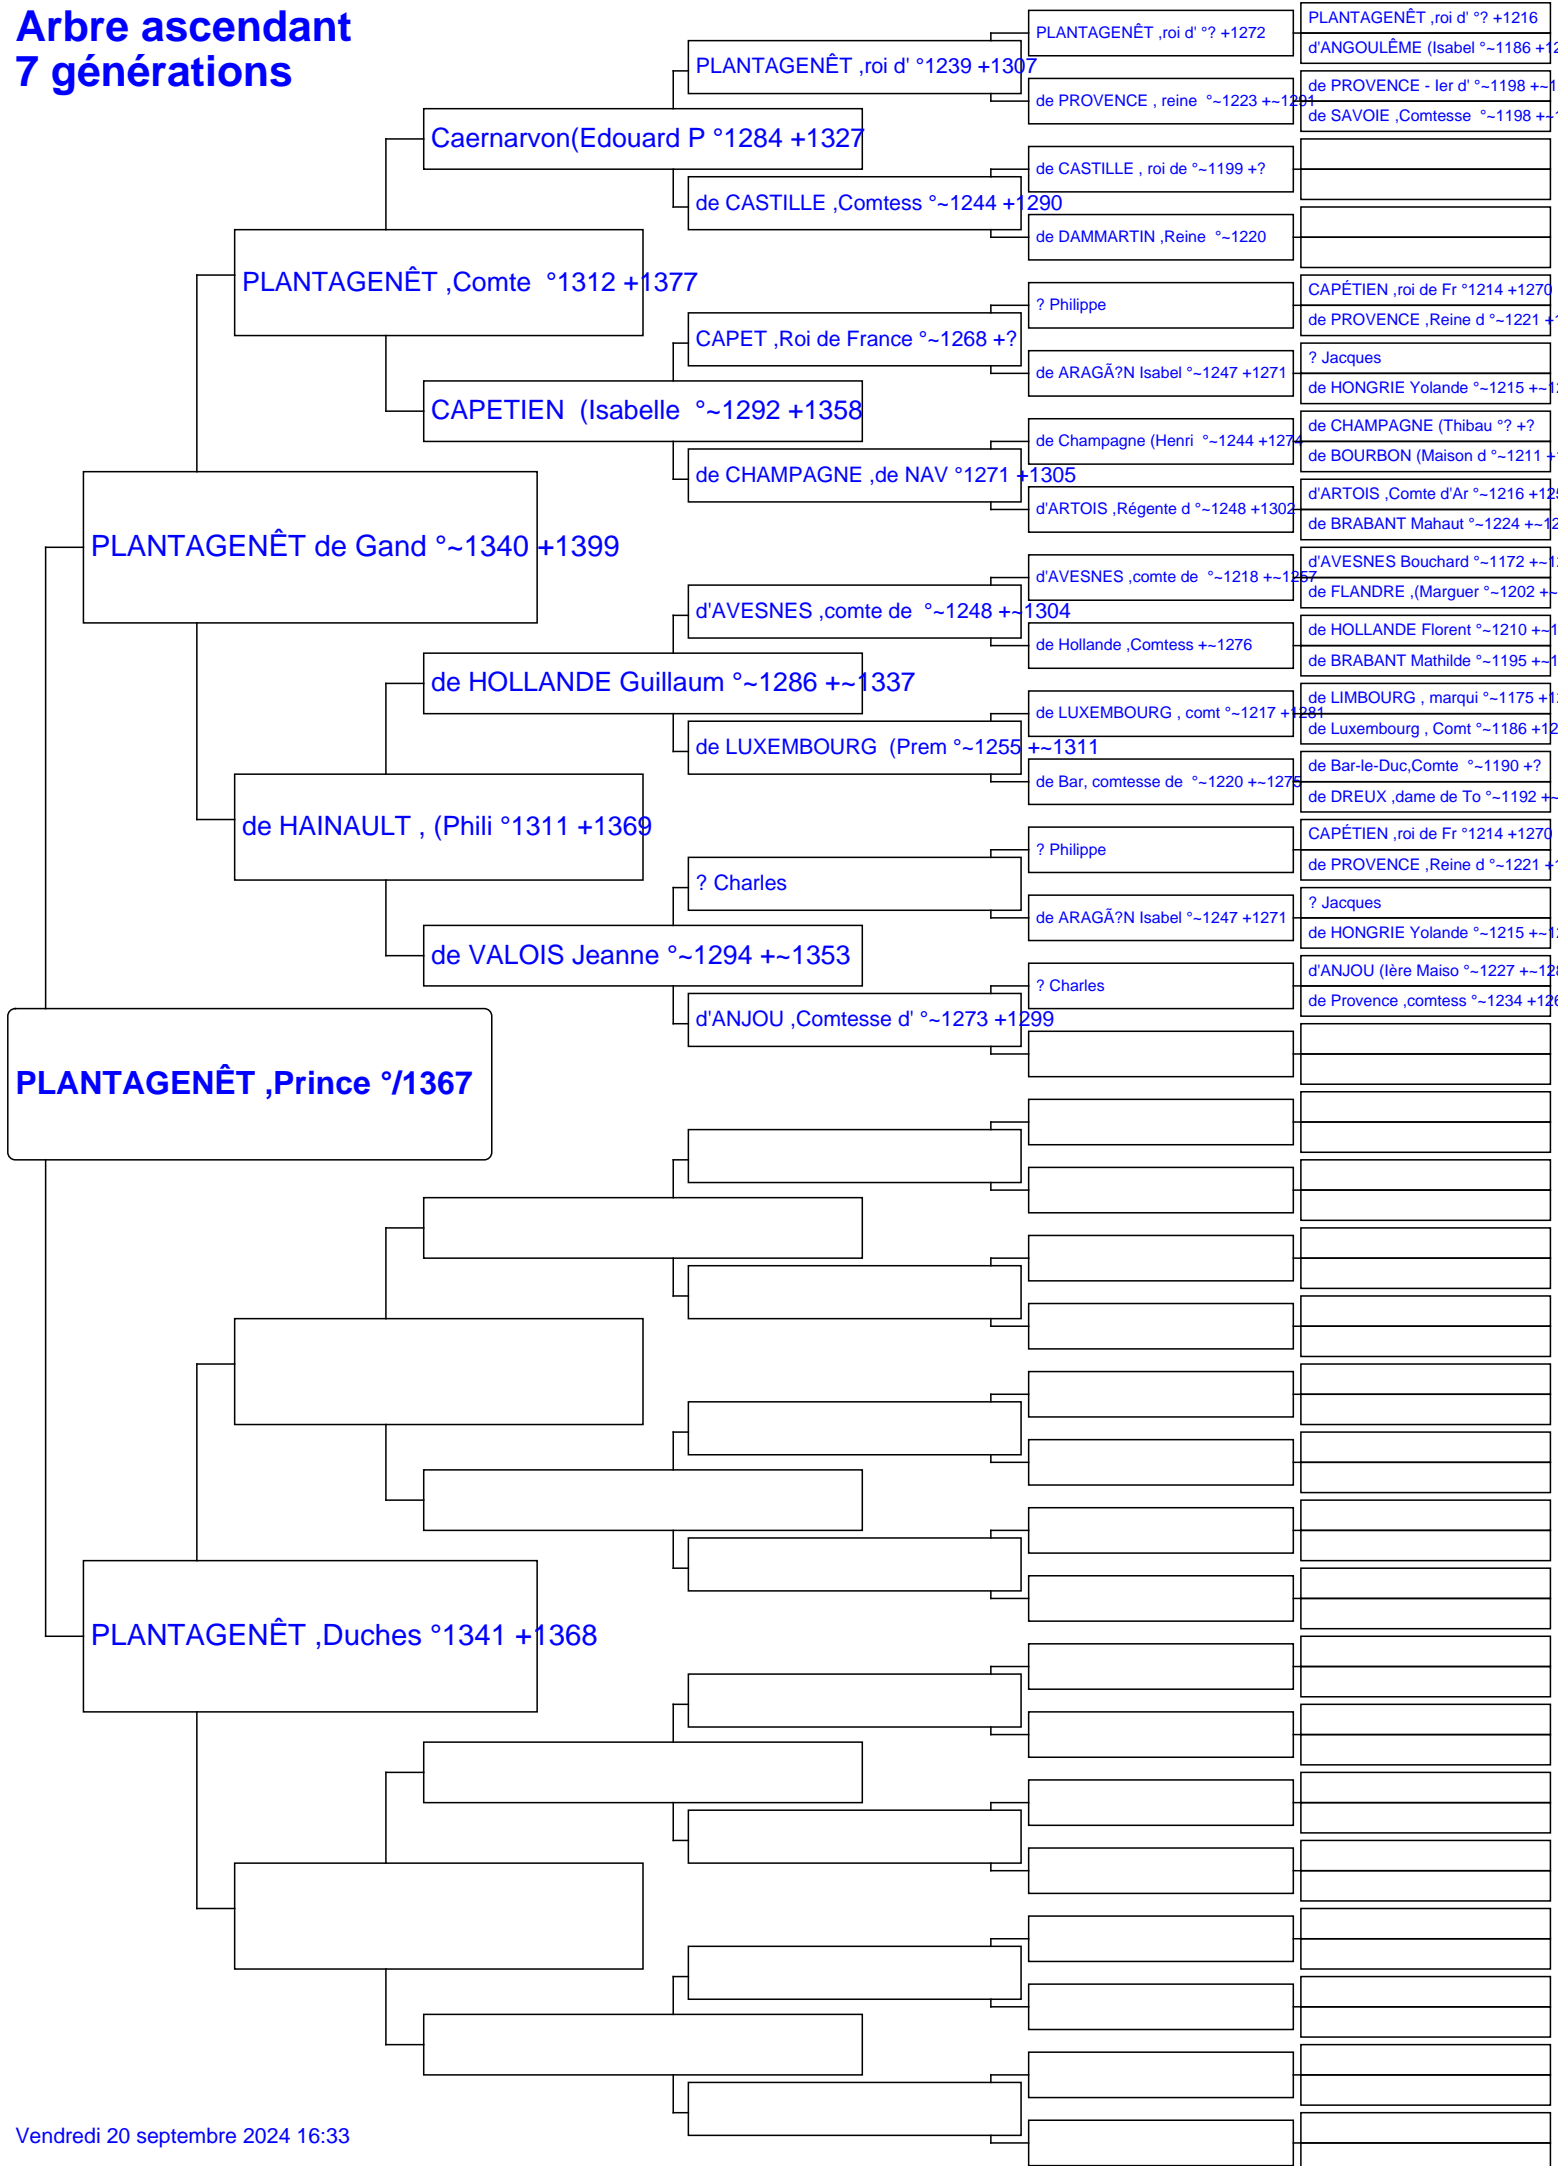 Arbre ascendant
7 générations
PLANTAGENÊT ,Prince °/1367
PLANTAGENÊT de Gand °~1340 +1399
PLANTAGENÊT ,Duches °1341 +1368
PLANTAGENÊT ,Comte  °1312 +1377
de HAINAULT , (Phili °1311 +1369
Caernarvon(Edouard P °1284 +1327
CAPETIEN  (Isabelle  °~1292 +1358
de HOLLANDE Guillaum °~1286 +~1337
de VALOIS Jeanne °~1294 +~1353
PLANTAGENÊT ,roi d' °1239 +1307
de CASTILLE ,Comtess °~1244 +1290
CAPET ,Roi de France °~1268 +?
de CHAMPAGNE ,de NAV °1271 +1305
d'AVESNES ,comte de  °~1248 +~1304
de LUXEMBOURG  (Prem °~1255 +~1311
? Charles
d'ANJOU ,Comtesse d' °~1273 +1299
PLANTAGENÊT ,roi d' °? +1272
de PROVENCE , reine  °~1223 +~1291
de CASTILLE , roi de °~1199 +?
de DAMMARTIN ,Reine  °~1220
? Philippe
de ARAGÃ?N Isabel °~1247 +1271
de Champagne (Henri  °~1244 +1274
d'ARTOIS ,Régente d °~1248 +1302
d'AVESNES ,comte de  °~1218 +~1257
de Hollande ,Comtess +~1276
de LUXEMBOURG , comt °~1217 +1281
de Bar, comtesse de  °~1220 +~1275
? Philippe
de ARAGÃ?N Isabel °~1247 +1271
? Charles
PLANTAGENÊT ,roi d' °? +1216
d'ANGOULÊME (Isabel °~1186 +12
de PROVENCE - Ier d' °~1198 +~1
de SAVOIE ,Comtesse  °~1198 +~1
CAPÉTIEN ,roi de Fr °1214 +1270
de PROVENCE ,Reine d °~1221 +1
? Jacques
de HONGRIE Yolande °~1215 +~12
de CHAMPAGNE (Thibau °? +?
de BOURBON (Maison d °~1211 +
d'ARTOIS ,Comte d'Ar °~1216 +125
de BRABANT Mahaut °~1224 +~12
d'AVESNES Bouchard °~1172 +~12
de FLANDRE ,(Marguer °~1202 +~
de HOLLANDE Florent °~1210 +~1
de BRABANT Mathilde °~1195 +~1
de LIMBOURG , marqui °~1175 +12
de Luxembourg , Comt °~1186 +12
de Bar-le-Duc,Comte  °~1190 +?
de DREUX ,dame de To °~1192 +~
CAPÉTIEN ,roi de Fr °1214 +1270
de PROVENCE ,Reine d °~1221 +1
? Jacques
de HONGRIE Yolande °~1215 +~12
d'ANJOU (Ière Maiso °~1227 +~128
de Provence ,comtess °~1234 +126
Vendredi 20 septembre 2024 16:33